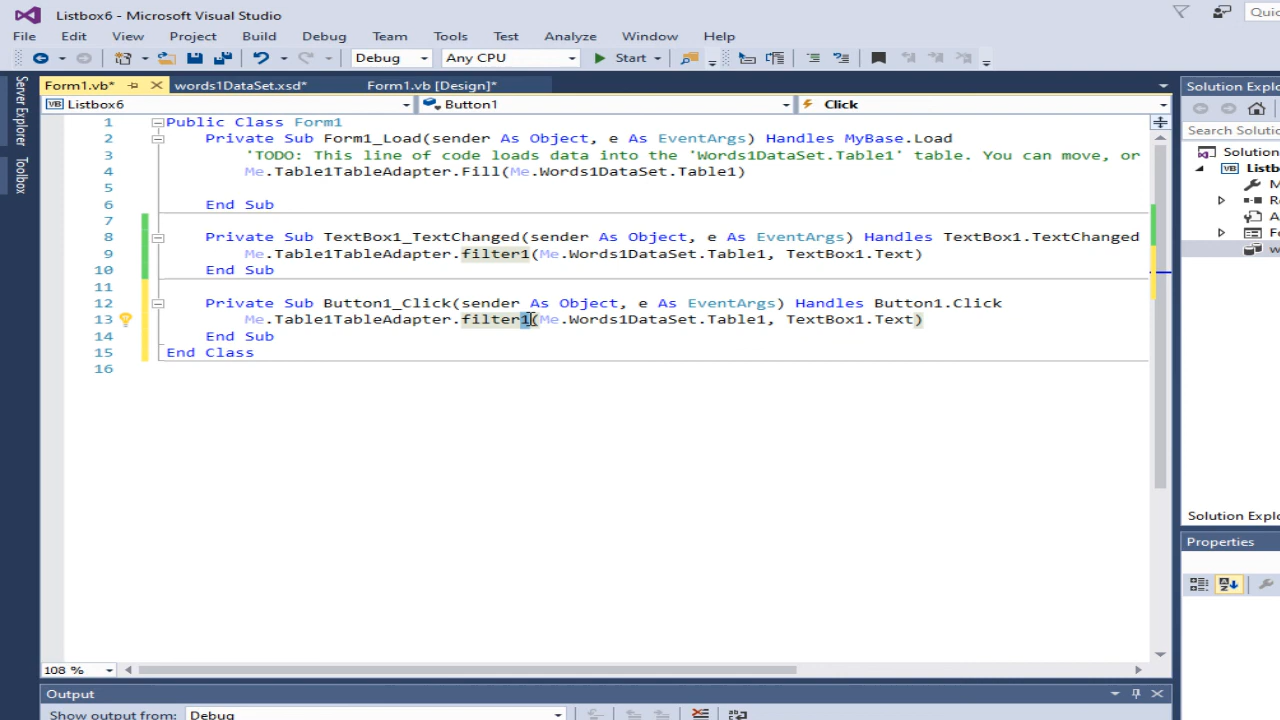 Listbox6 - Microsoft Visual Studio
File Edit View Project Build Debug Team Tools Test Analyze Window Help
Debug Any CPU Start
Form1.vb* words1DataSet.xsd* Form1.vb [Design]*
Solution Explo
VB Listbox6 Button1 Click
Server Explorer
Toolbox
Search Solutio
Solution
Listb
1 Public Class Form1
2 Private Sub Form1_Load(sender As Object, e As EventArgs) Handles MyBase.Load
3 'TODO: This line of code loads data into the 'Words1DataSet.Table1' table. You can move, or
4 Me.Table1TableAdapter.Fill(Me.Words1DataSet.Table1)
5
6 End Sub
7
8 Private Sub TextBox1_TextChanged(sender As Object, e As EventArgs) Handles TextBox1.TextChanged
9 Me.Table1TableAdapter.filter1(Me.Words1DataSet.Table1, TextBox1.Text)
10 End Sub
11
12 Private Sub Button1_Click(sender As Object, e As EventArgs) Handles Button1.Click
13 Me.Table1TableAdapter.filter1(Me.Words1DataSet.Table1, TextBox1.Text)
14 End Sub
15 End Class
16
Solution Explo
Properties
108 %
Output
Show output from: Debug